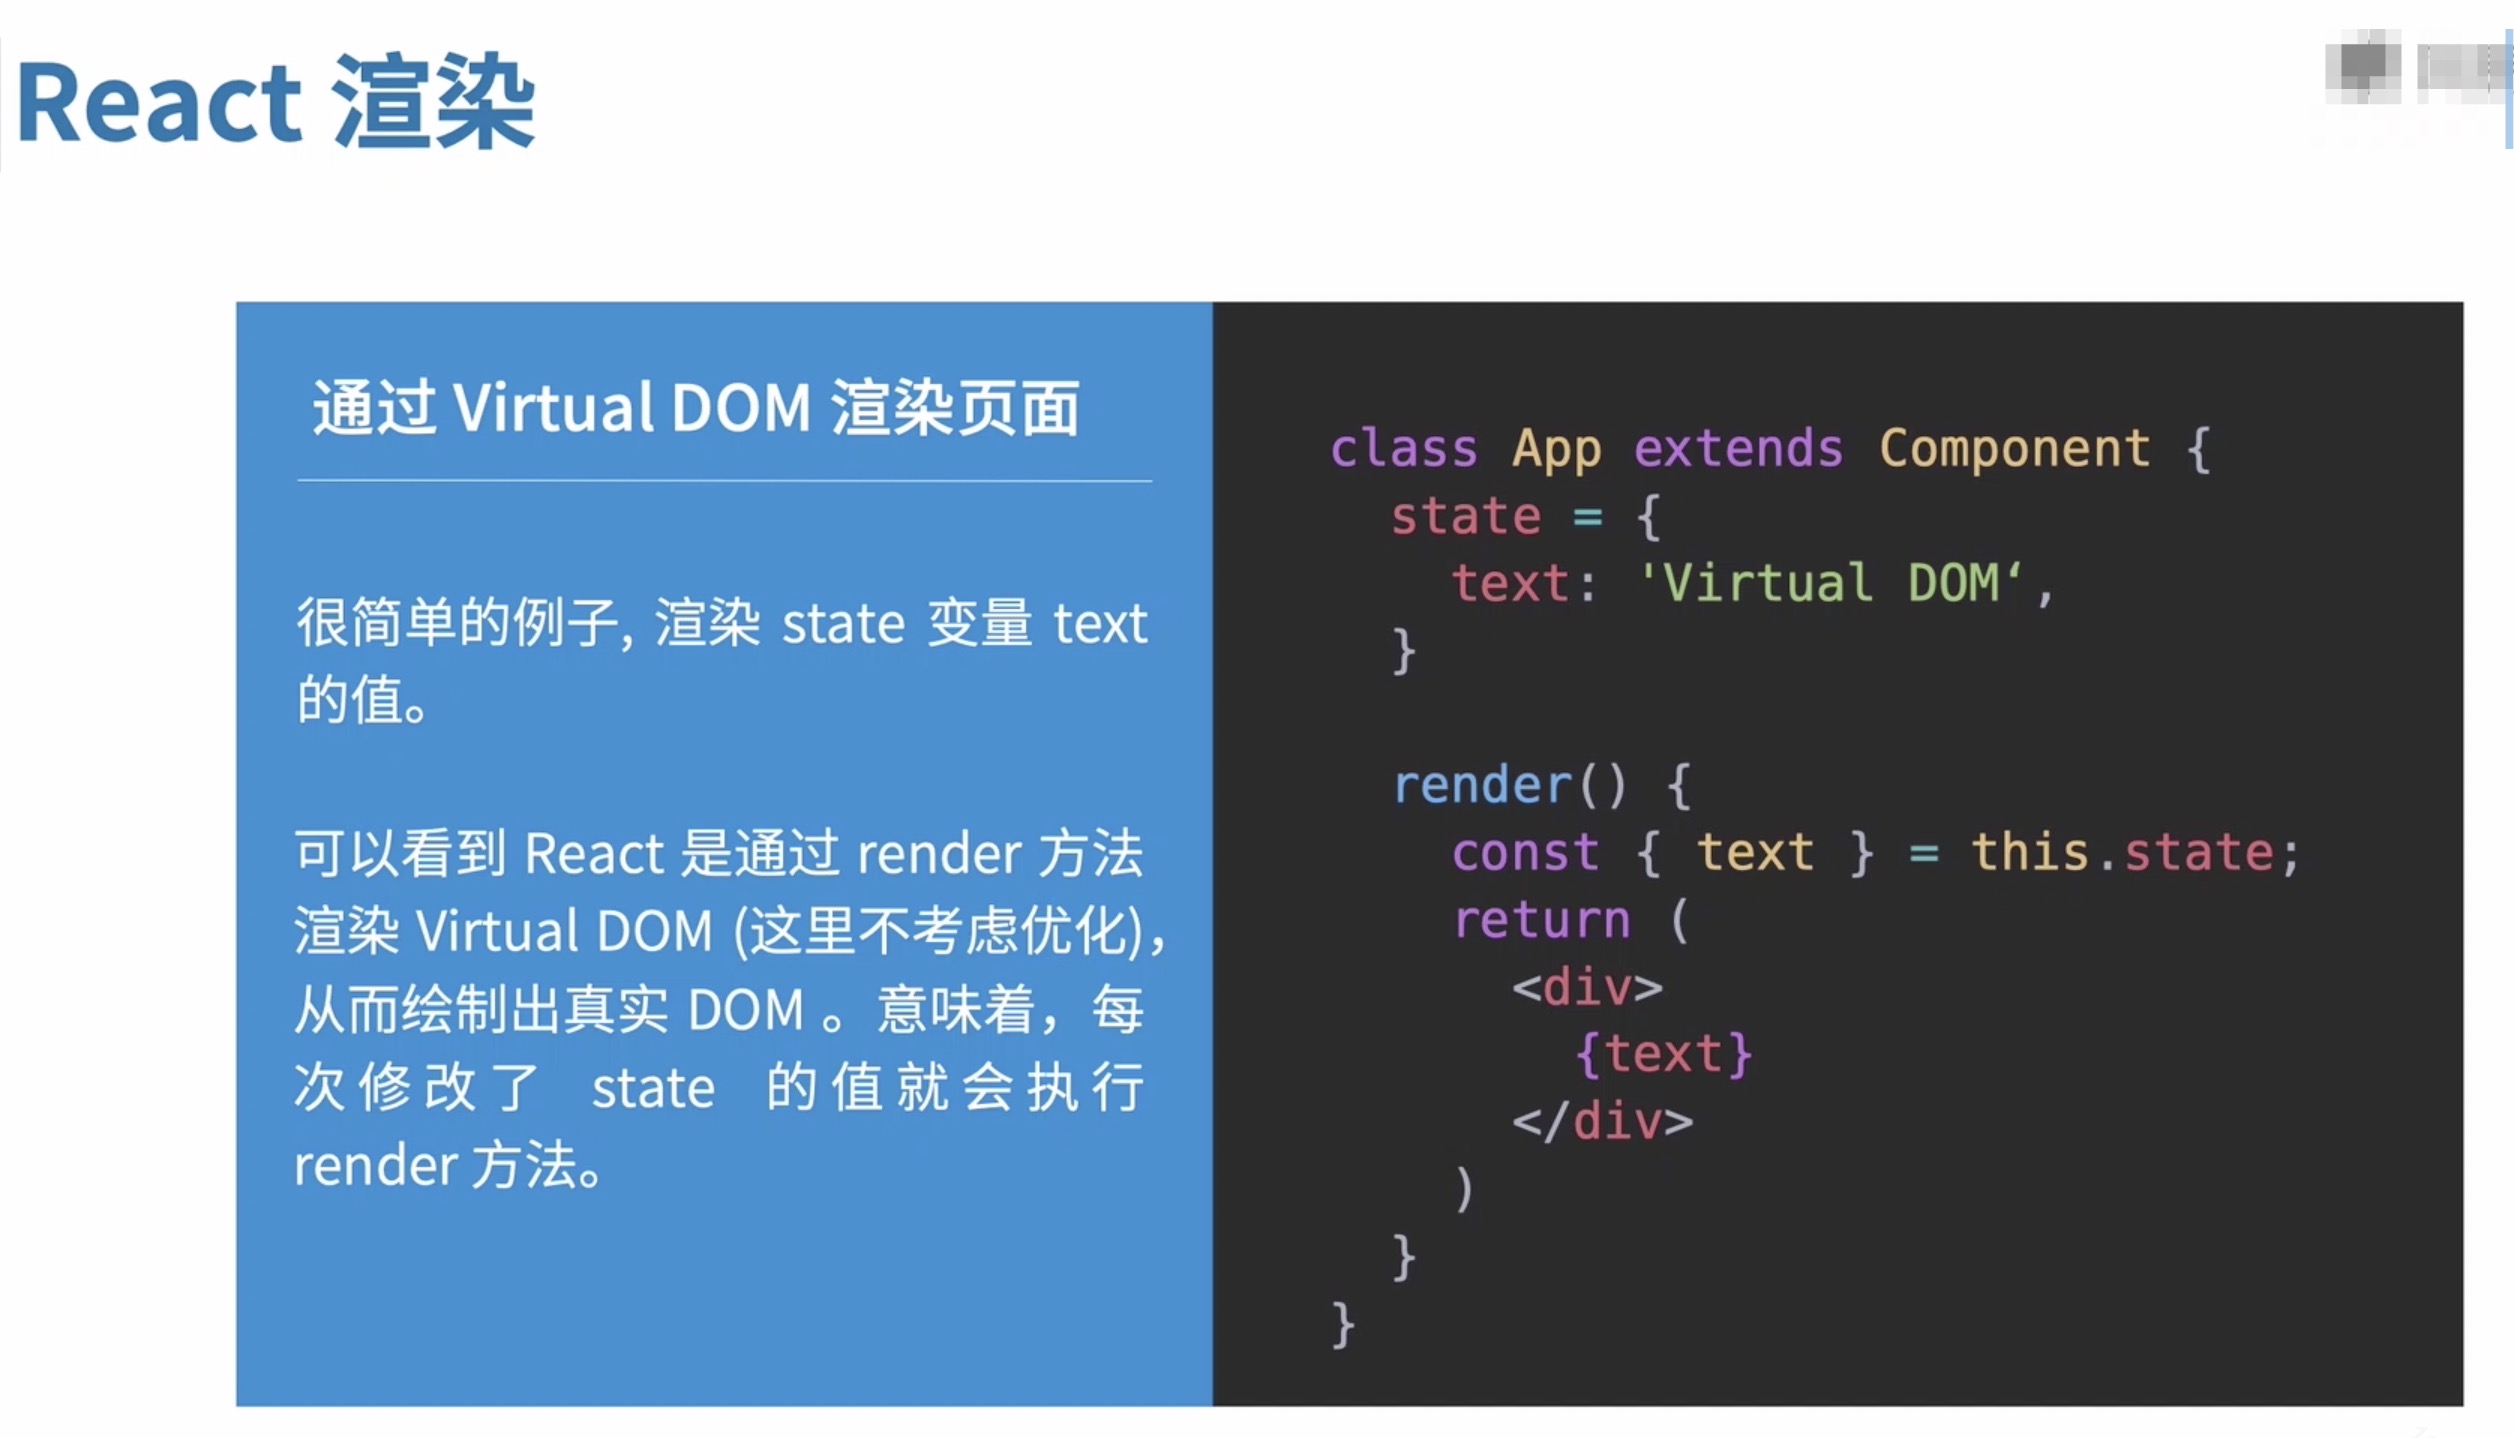 React 渲染
通过 Virtual DOM 渲染页面
很简单的例子, 渲染 state 变量 text
的值。
可以看到 React 是通过 render 方法
渲染 Virtual DOM (这里不考虑优化),
从而绘制出真实 DOM 。意味着，每
次修改了 state 的值就会执行
render 方法。
class App extends Component {
  state = {
    text: 'Virtual DOM‘,
  }
  render() {
    const { text } = this.state;
    return (
      <div>
        {text}
      </div>
    )
  }
}